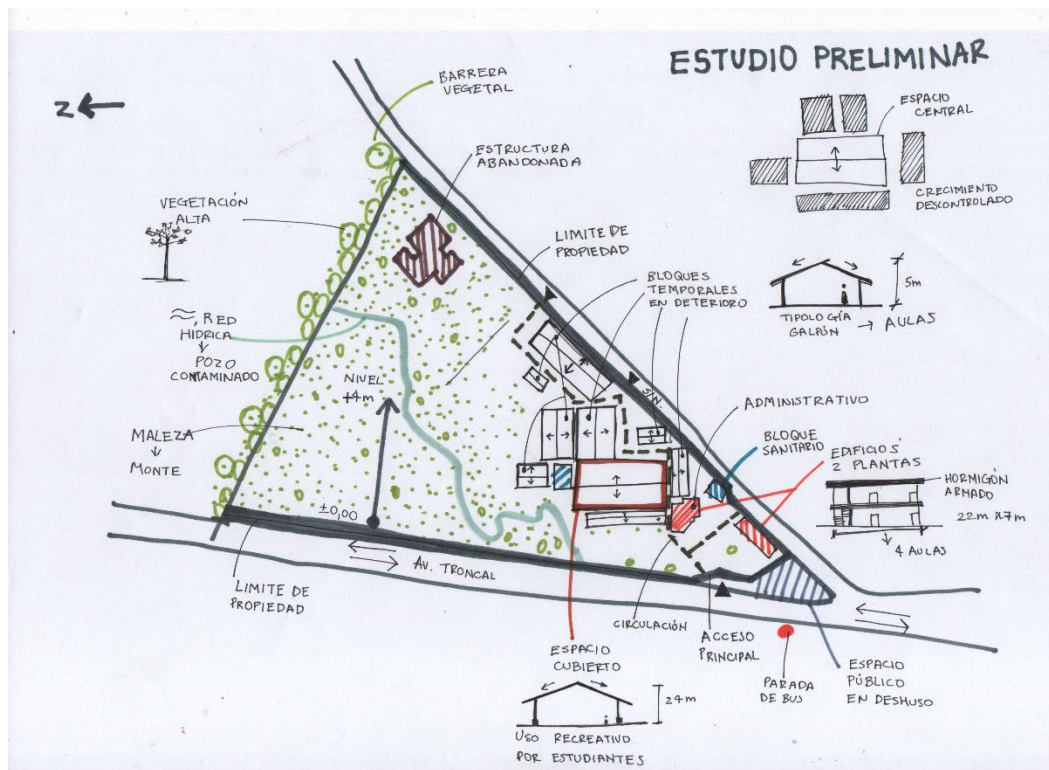 ESTUDIO PRELIMINAR
N
BARRERA
VEGETAL
ESPACIO
CENTRAL
ESTRUCTURA
ABANDONADA
CRECIMIENTO
DESCONTROLADO
VEGETACIÓN
ALTA
LIMITE DE
PROPIEDAD
BLOQUES
TEMPORALES
EN DETERIORO
5m
TIPOLOGÍA
GALPÓN → AULAS
RED
HIDRICA
POZO
CONTAMINADO
NIVEL
+4m
S/N.
ADMINISTRATIVO
BLOQUE
SANITARIO
EDIFICIOS
2 PLANTAS
MALEZA
MONTE
HORMIGÓN
ARMADO
22m x 7m
4 AULAS
±0,00
AV. TRONCAL
LIMITE DE
PROPIEDAD
CIRCULACIÓN
ACCESO
PRINCIPAL
ESPACIO
CUBIERTO
PARADA
DE BUS
ESPACIO
PÚBLICO
EN DESHUSO
24m
USO RECREATIVO
POR ESTUDIANTES